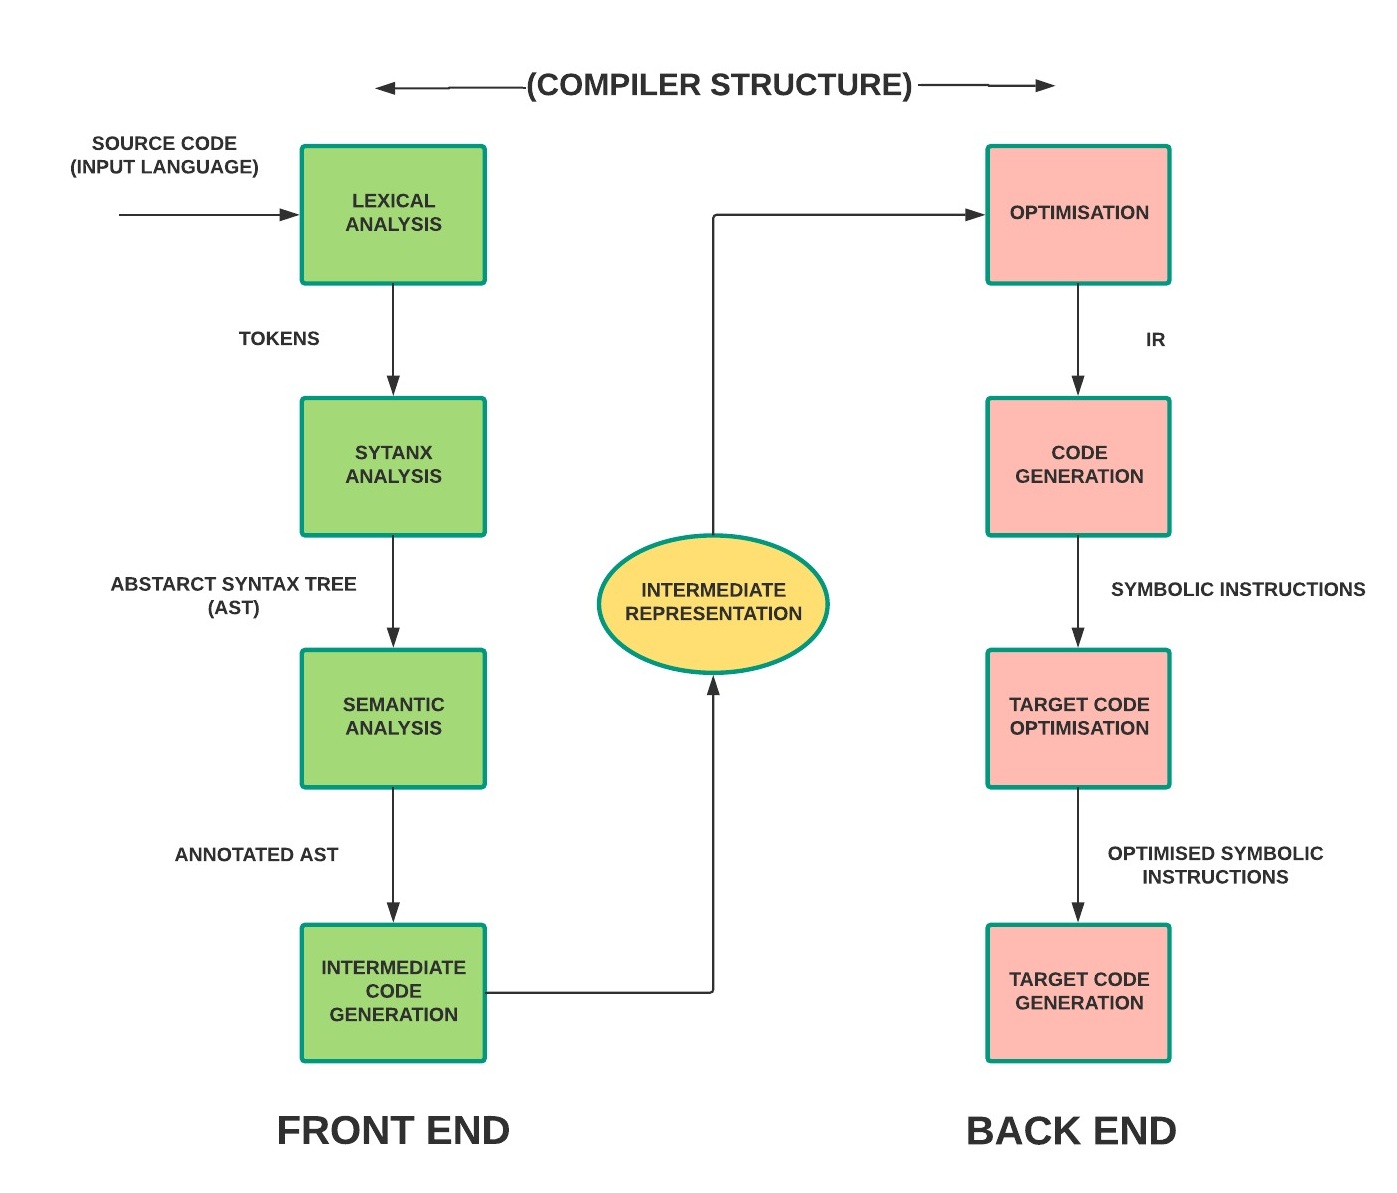 (COMPILER STRUCTURE)
SOURCE CODE
(INPUT LANGUAGE)
LEXICAL
ANALYSIS
TOKENS
SYTANX
ANALYSIS
ABSTARCT SYNTAX TREE
(AST)
SEMANTIC
ANALYSIS
ANNOTATED AST
INTERMEDIATE
CODE
GENERATION
FRONT END
INTERMEDIATE
REPRESENTATION
OPTIMISATION
IR
CODE
GENERATION
SYMBOLIC INSTRUCTIONS
TARGET CODE
OPTIMISATION
OPTIMISED SYMBOLIC
INSTRUCTIONS
TARGET CODE
GENERATION
BACK END